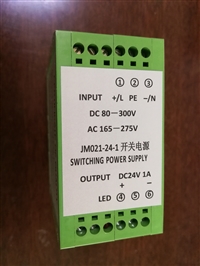 ① ② ③
INPUT +/L PE -/N
DC 80—300V
AC 165—275V
JM021-24-1 开关电源
SWITCHING POWER SUPPLY
OUTPUT DC24V 1A
+ -
LED ④ ⑤ ⑥